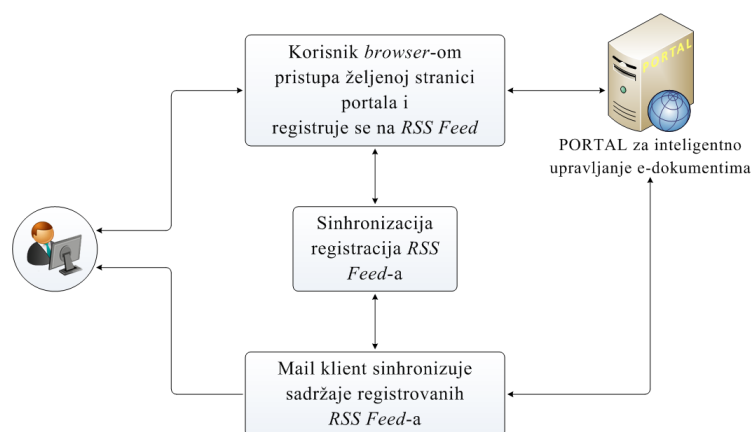 Korisnik browser-om
pristupa željenoj stranici
portala i
registruje se na RSS Feed
PORTAL
PORTAL za inteligentno
upravljanje e-dokumentima
Sinhronizacija
registracija RSS
Feed-a
Mail klient sinhronizuje
sadržaje registrovanih
RSS Feed-a